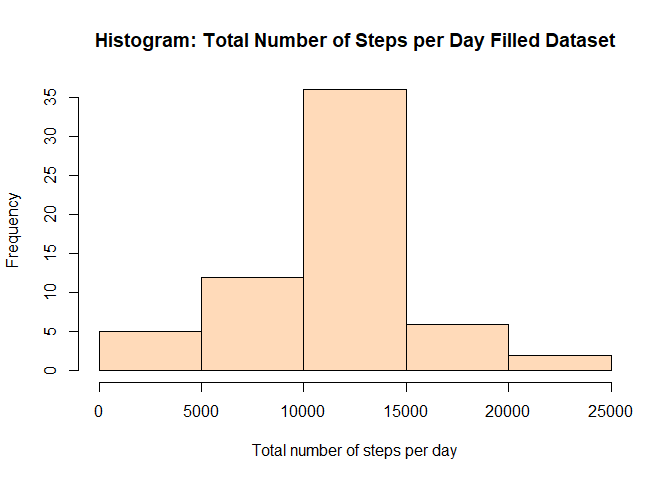 Histogram: Total Number of Steps per Day Filled Dataset
Frequency
35
30
25
20
15
10
5
0
0 5000 10000 15000 20000 25000
Total number of steps per day